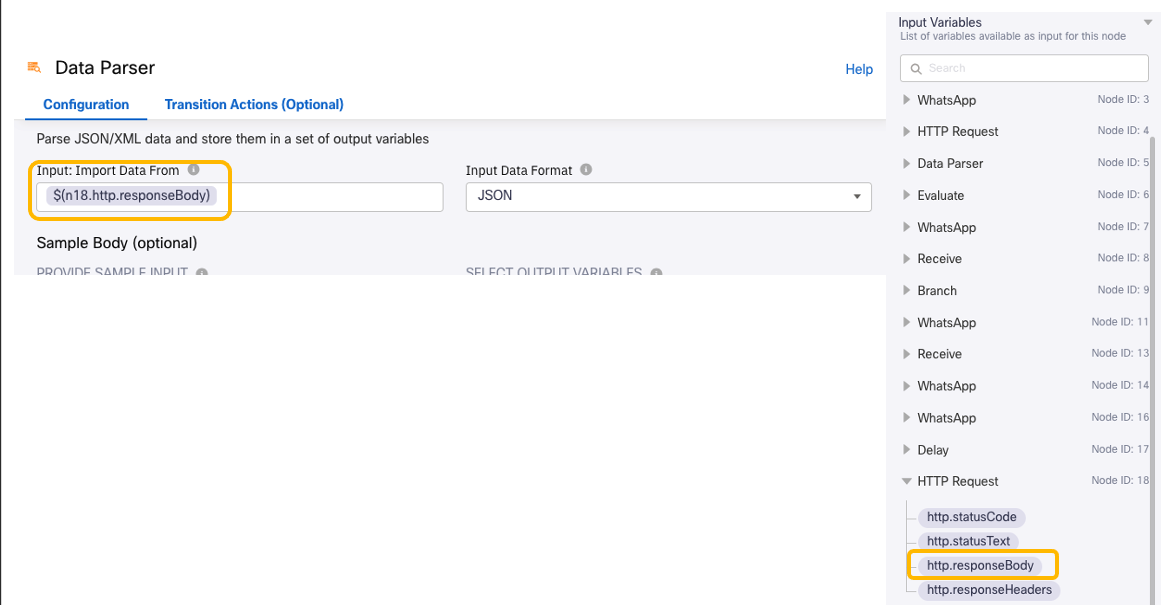 Data Parser
Help
Configuration
Transition Actions (Optional)
Parse JSON/XML data and store them in a set of output variables
Input: Import Data From
$(n18.http.responseBody)
Input Data Format
JSON
Sample Body (optional)
PROVIDE SAMPLE INPUT
SELECT OUTPUT VARIABLES
Input Variables
List of variables available as input for this node
Search
WhatsApp Node ID: 3
HTTP Request Node ID: 4
Data Parser Node ID: 5
Evaluate Node ID: 6
WhatsApp Node ID: 7
Receive Node ID: 8
Branch Node ID: 9
WhatsApp Node ID: 11
Receive Node ID: 13
WhatsApp Node ID: 14
WhatsApp Node ID: 16
Delay Node ID: 17
HTTP Request Node ID: 18
http.statusCode
http.statusText
http.responseBody
http.responseHeaders